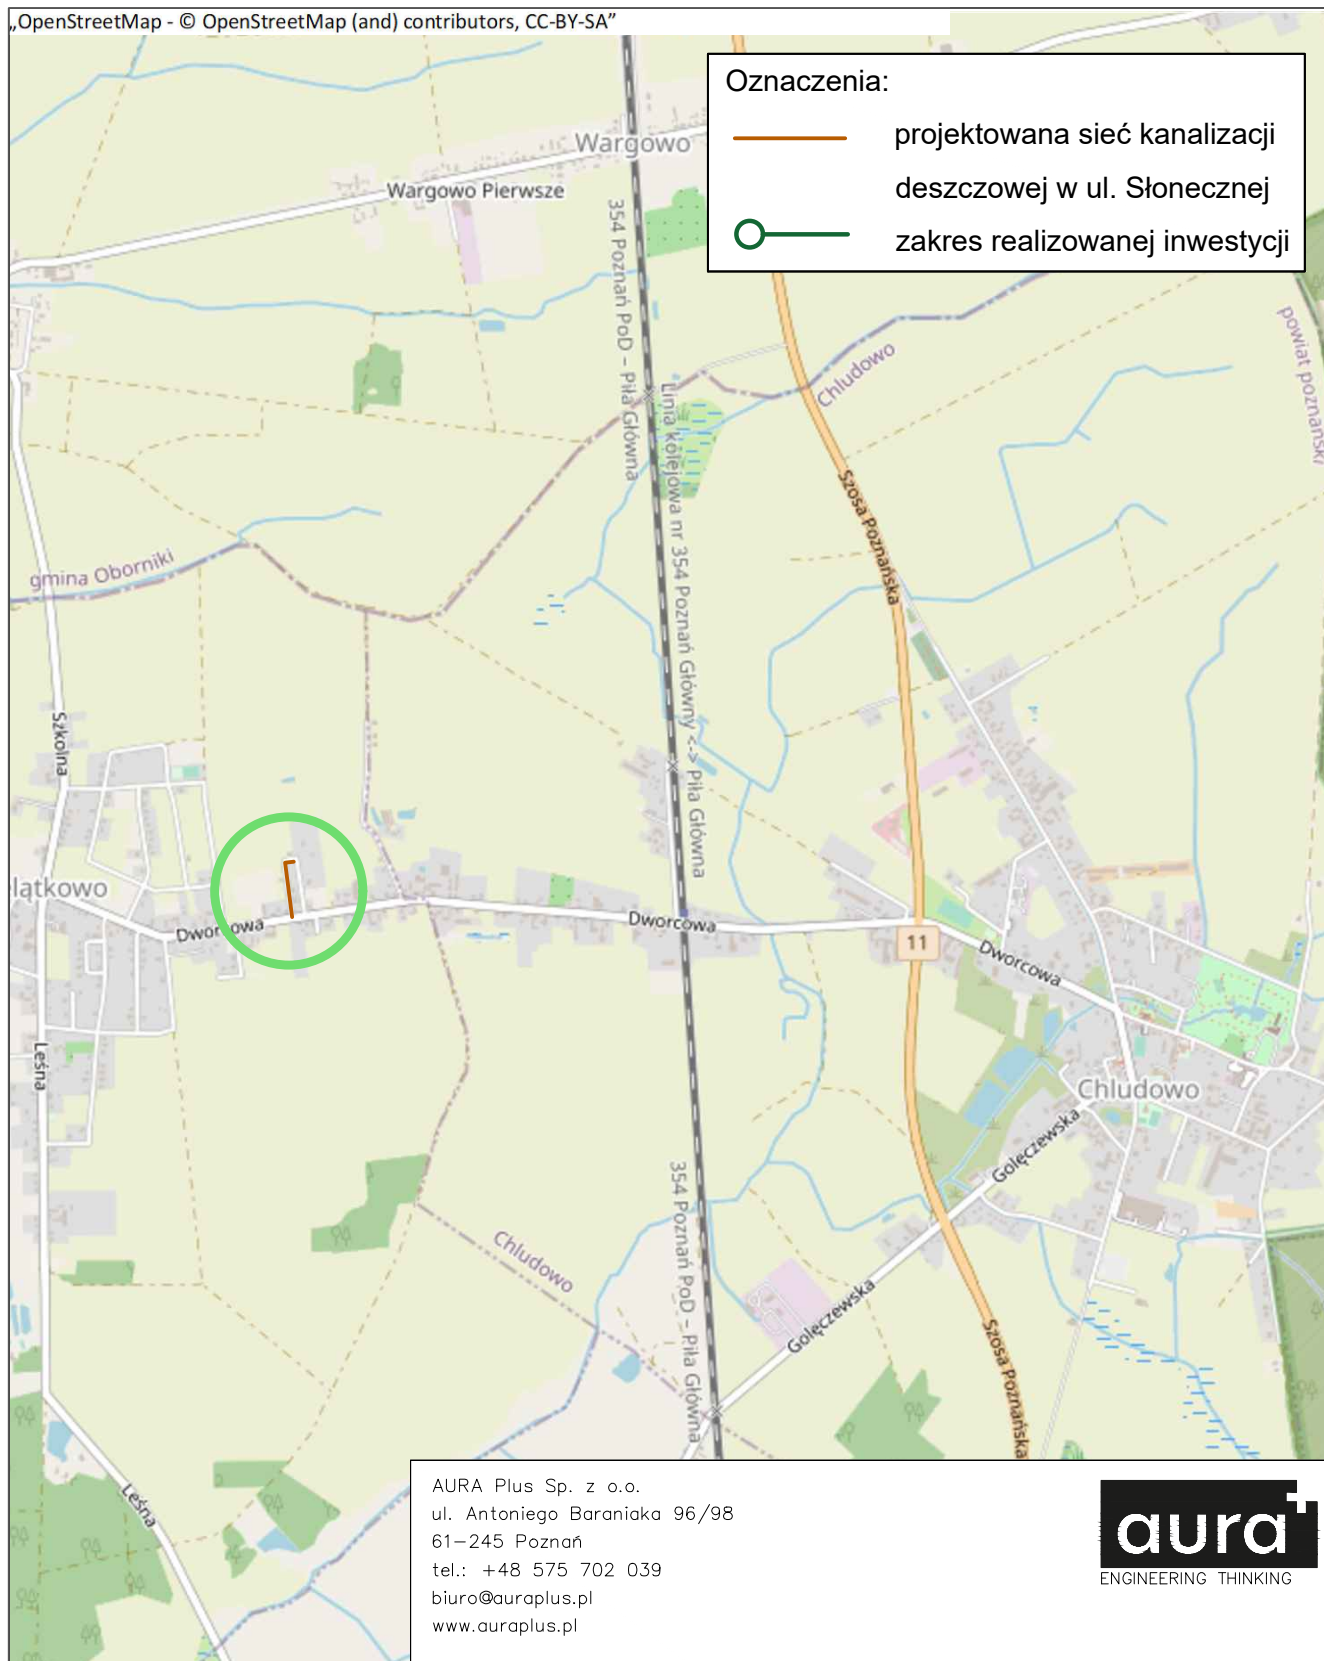 „OpenStreetMap - © OpenStreetMap (and) contributors, CC-BY-SA”
Oznaczenia:
projektowana sieć kanalizacji
deszczowej w ul. Słonecznej
zakres realizowanej inwestycji
Wargowo
Wargowo Pierwsze
354 Poznań PoD – Piła Główna
Linia kolejowa nr 354 Poznań Główny <-> Piła Główna
Chludowo
powiat poznański
Szosa Poznańska
gmina Oborniki
Szkolna
lątkowo
Dworcowa
Dworcowa
11
Dworcowa
Leśna
Chludowo
Golęczewska
354 Poznań PoD – Piła Główna
Chludowo
Golęczewska
Szosa Poznańska
Leśna
AURA Plus Sp. z o.o.
ul. Antoniego Baraniaka 96/98
61-245 Poznań
tel.: +48 575 702 039
biuro@auraplus.pl
www.auraplus.pl
aura+
ENGINEERING THINKING